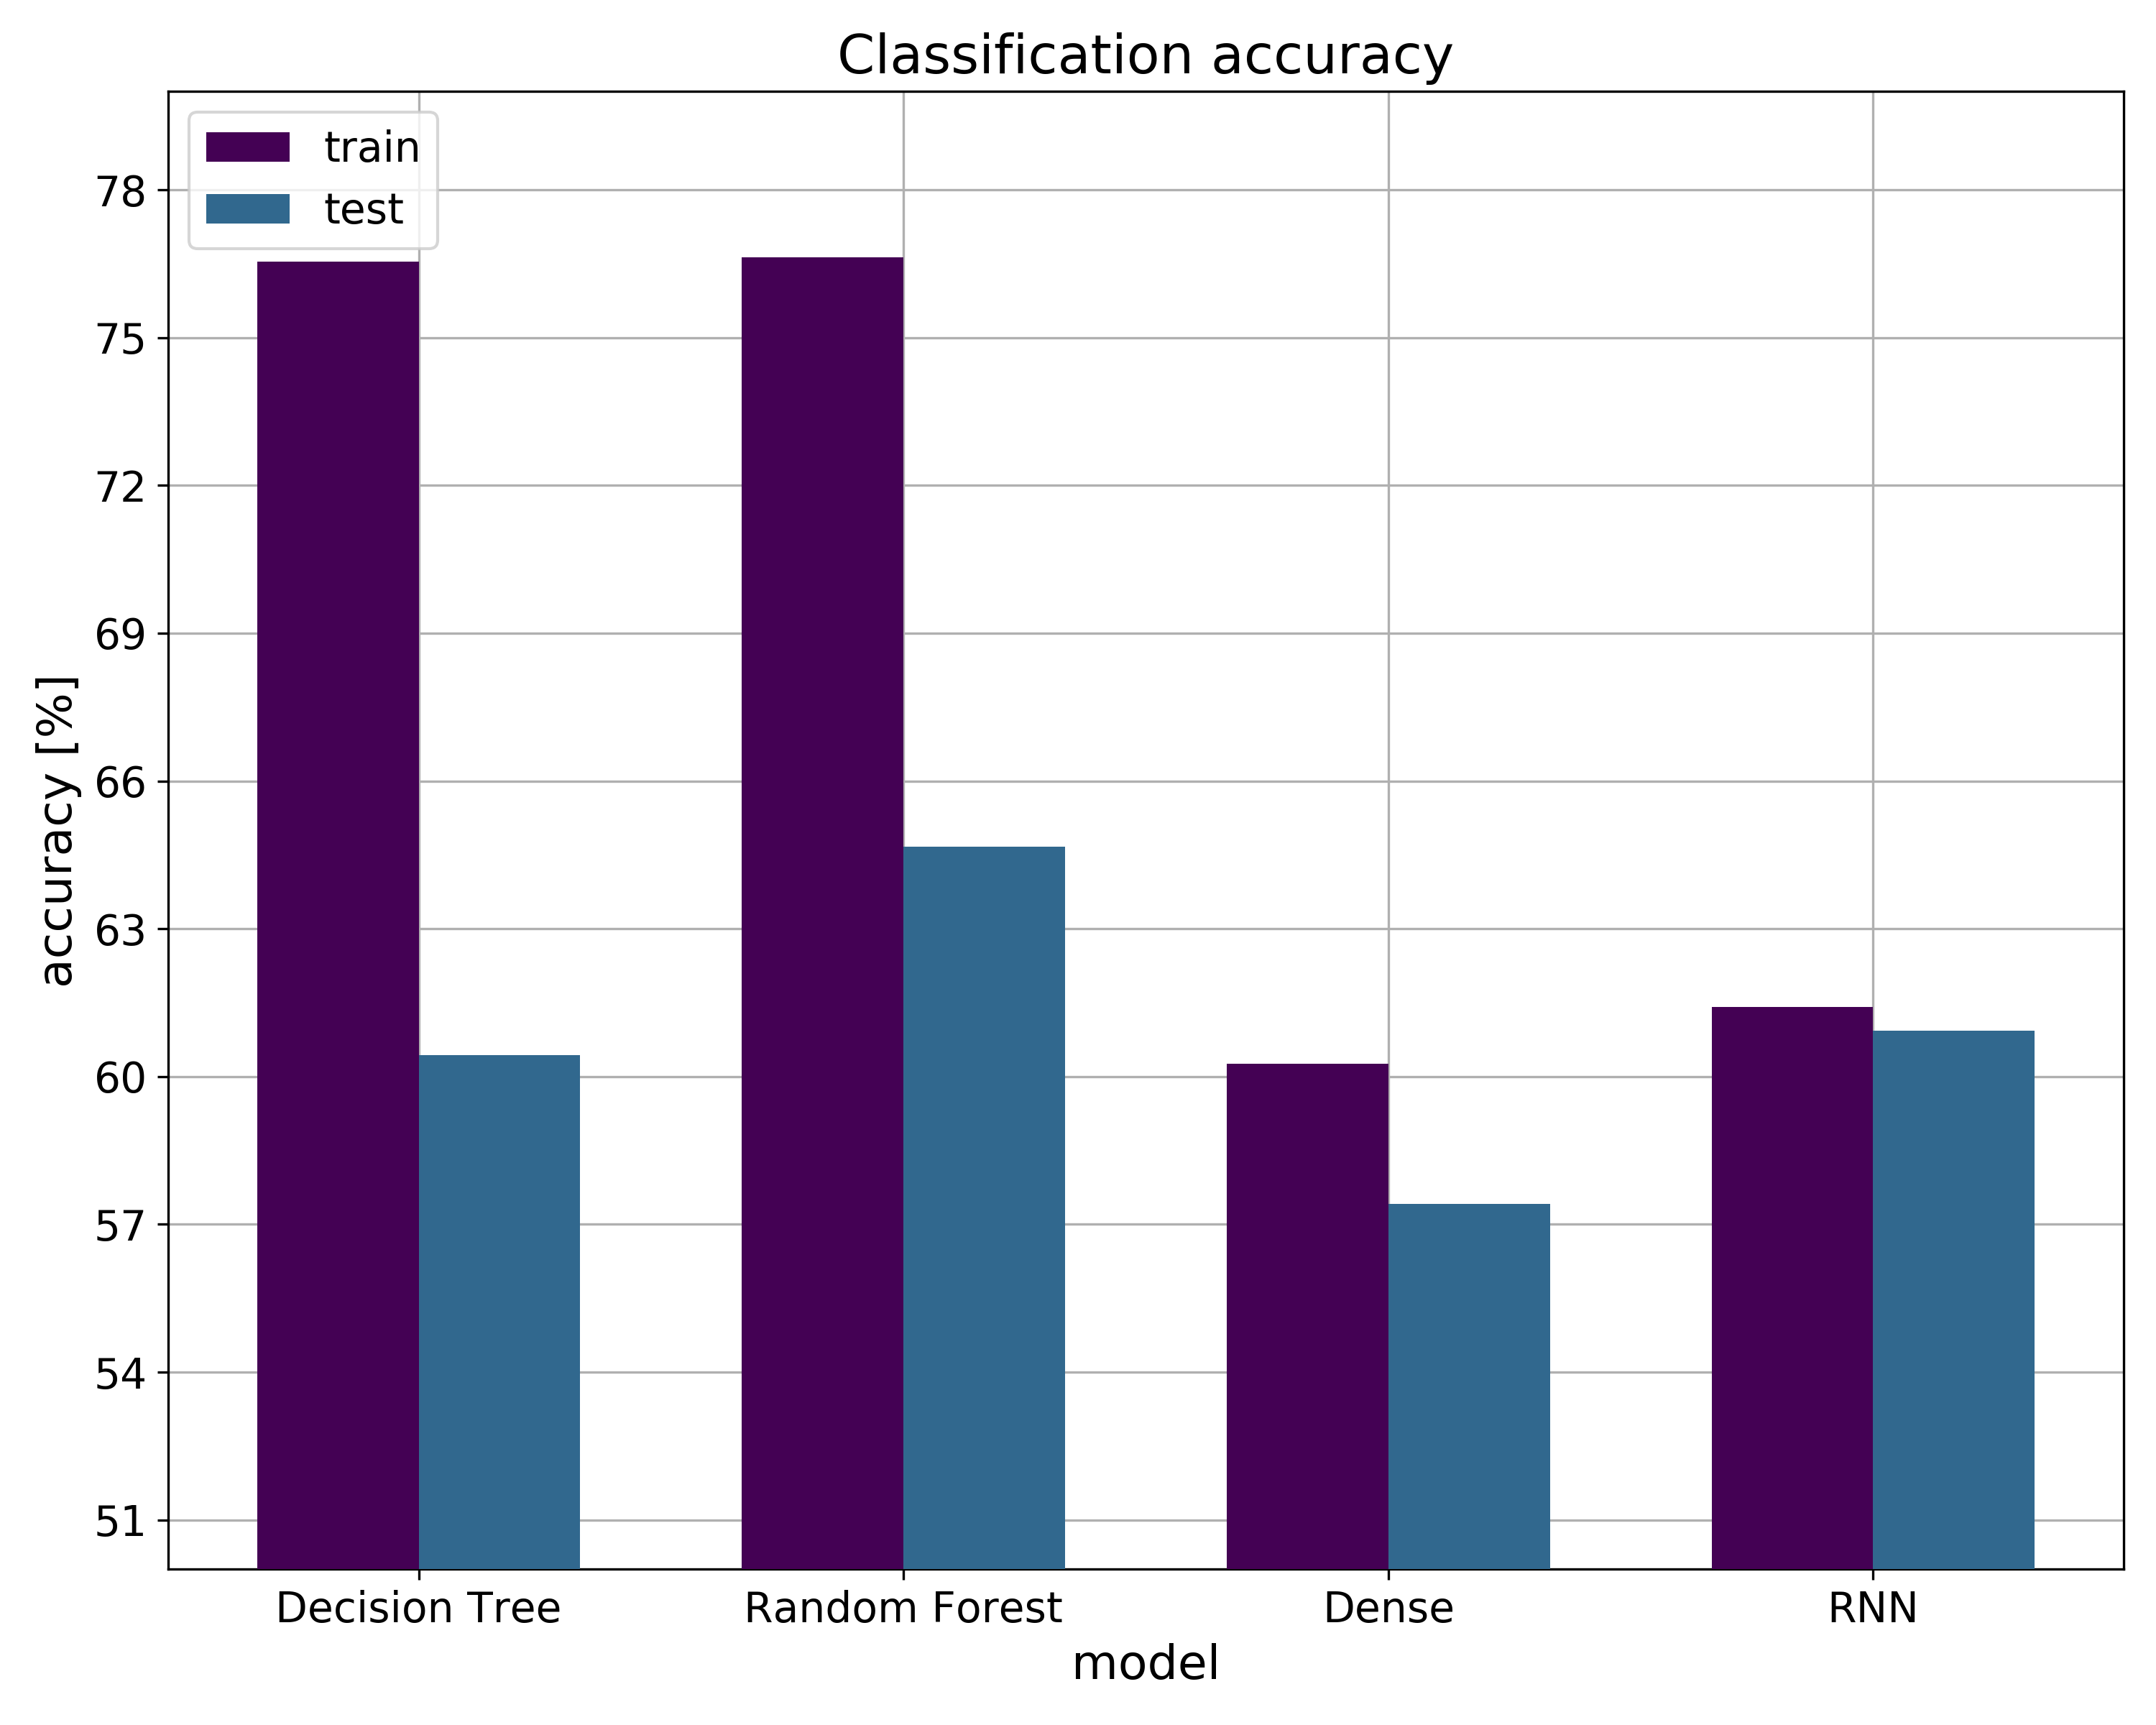 Classification accuracy
train
test
78
75
72
69
66
63
60
57
54
51
accuracy [%]
Decision Tree Random Forest Dense RNN
model